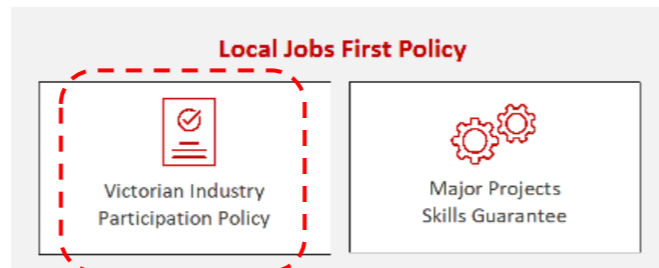 Local Jobs First Policy
Victorian Industry
Participation Policy
Major Projects
Skills Guarantee